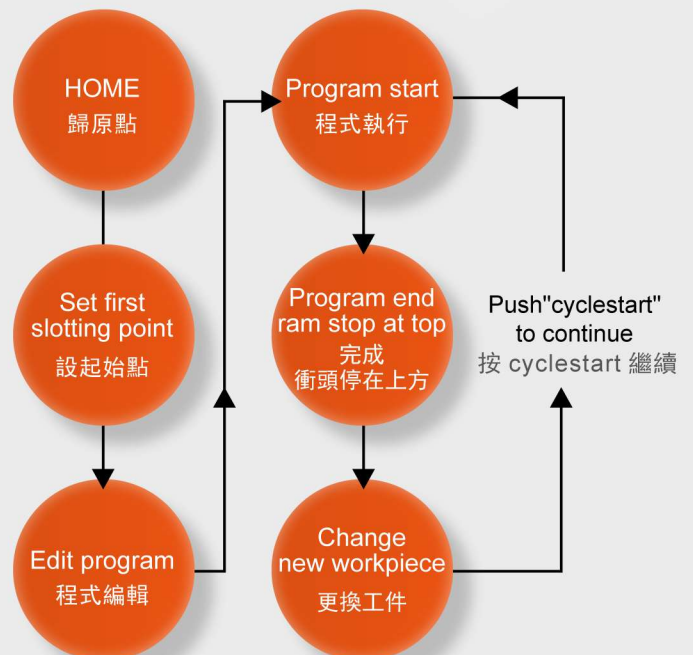 HOME
歸原點
Set first
slotting point
設起始點
Edit program
程式編輯
Program start
程式執行
Program end
ram stop at top
完成
衝頭停在上方
Change
new workpiece
更換工件
Push"cyclestart"
to continue
按 cyclestart 繼續